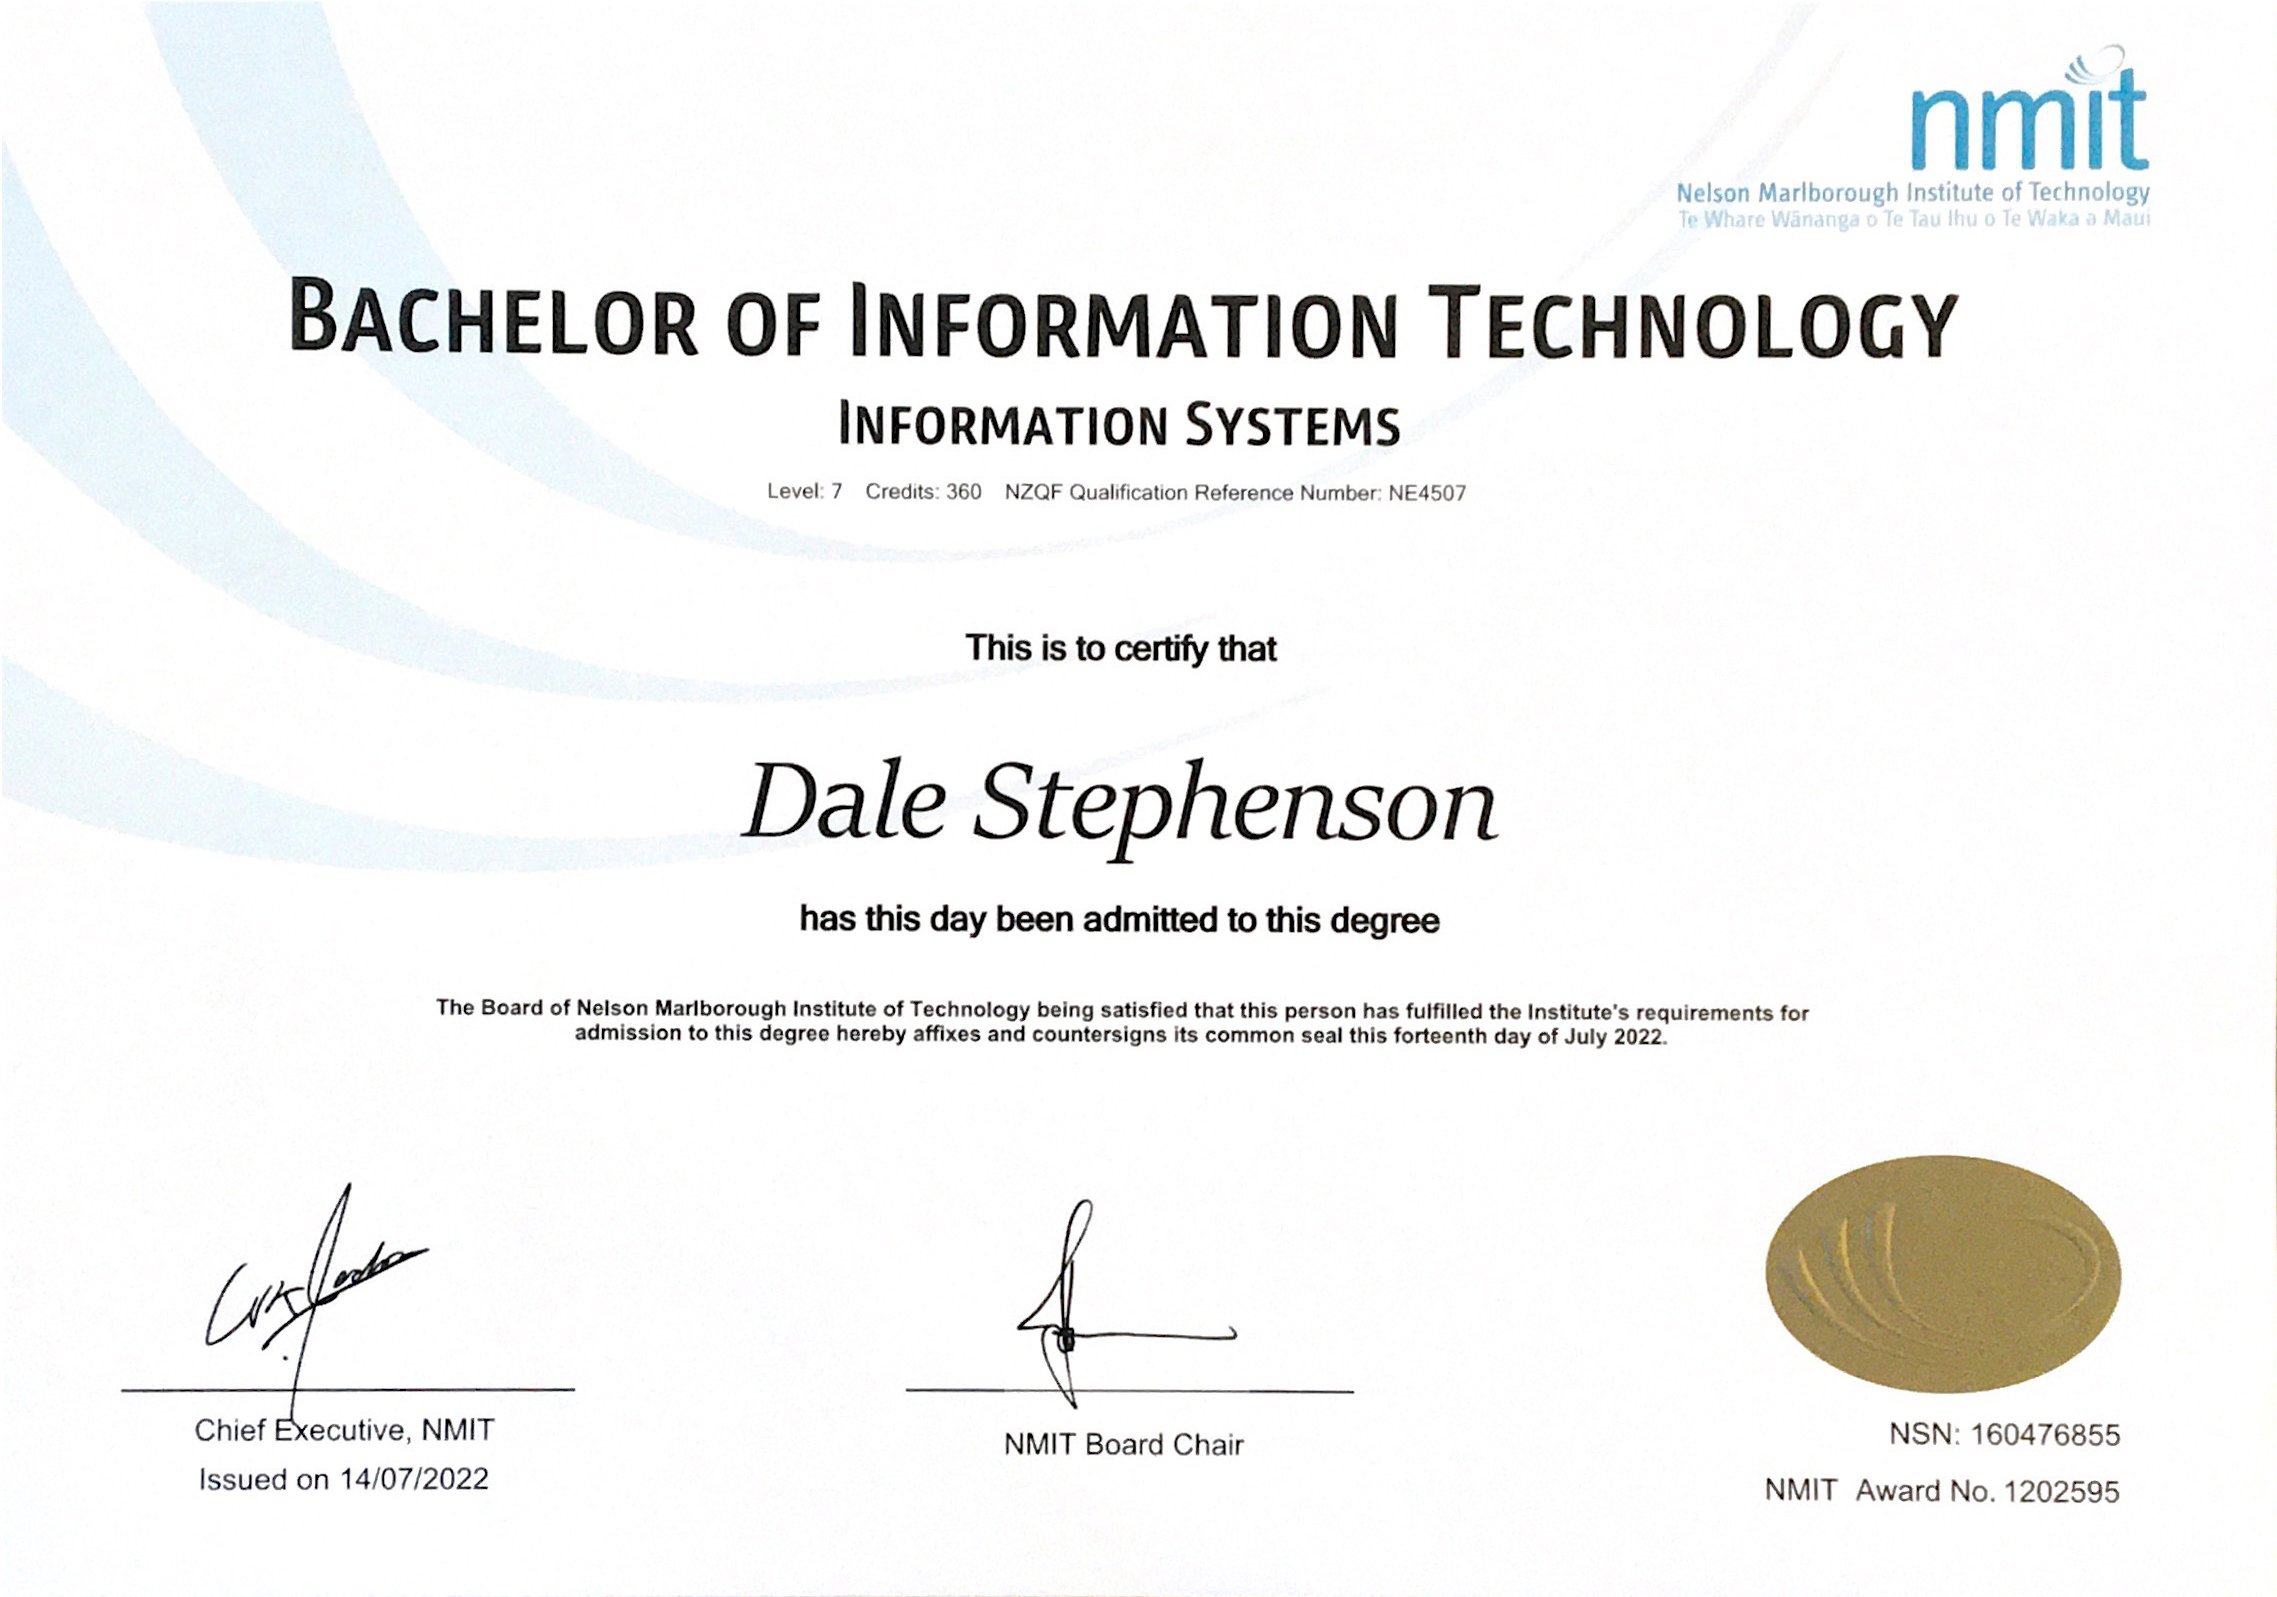 nmit
Nelson Marlborough Institute of Technology
Te Whare Wānanga o Te Tau Ihu o Te Waka a Maui
BACHELOR OF INFORMATION TECHNOLOGY
INFORMATION SYSTEMS
Level: 7 Credits: 360 NZQF Qualification Reference Number: NE4507
This is to certify that
Dale Stephenson
has this day been admitted to this degree
The Board of Nelson Marlborough Institute of Technology being satisfied that this person has fulfilled the Institute's requirements for
admission to this degree hereby affixes and countersigns its common seal this forteenth day of July 2022.
Chief Executive, NMIT
Issued on 14/07/2022
NMIT Board Chair
NSN: 160476855
NMIT Award No. 1202595